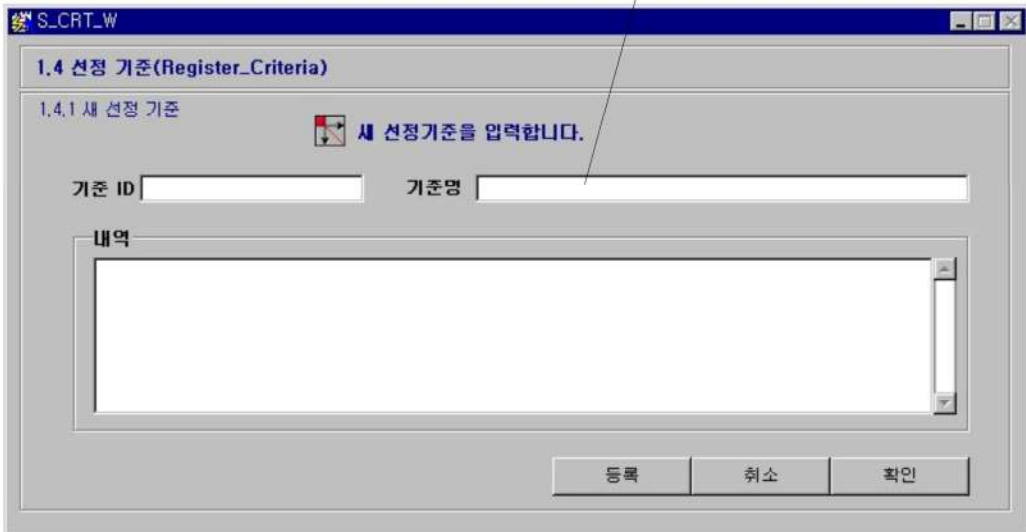 S_CRT_W
1.4 선정 기준(Register_Criteria)
1.4.1 새 선정 기준
새 선정기준을 입력합니다.
기준 ID 기준명
내역
등록 취소 확인